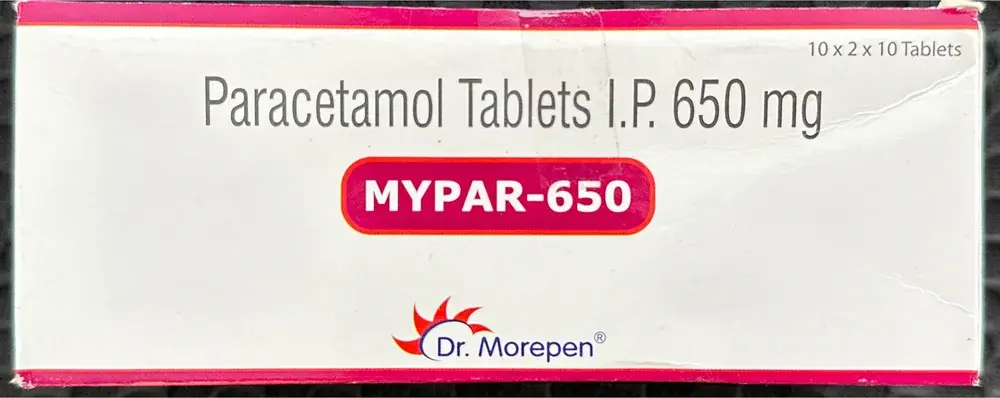 10 x 2 x 10 Tablets
Paracetamol Tablets I.P. 650 mg
MYPAR-650
Dr. Morepen®